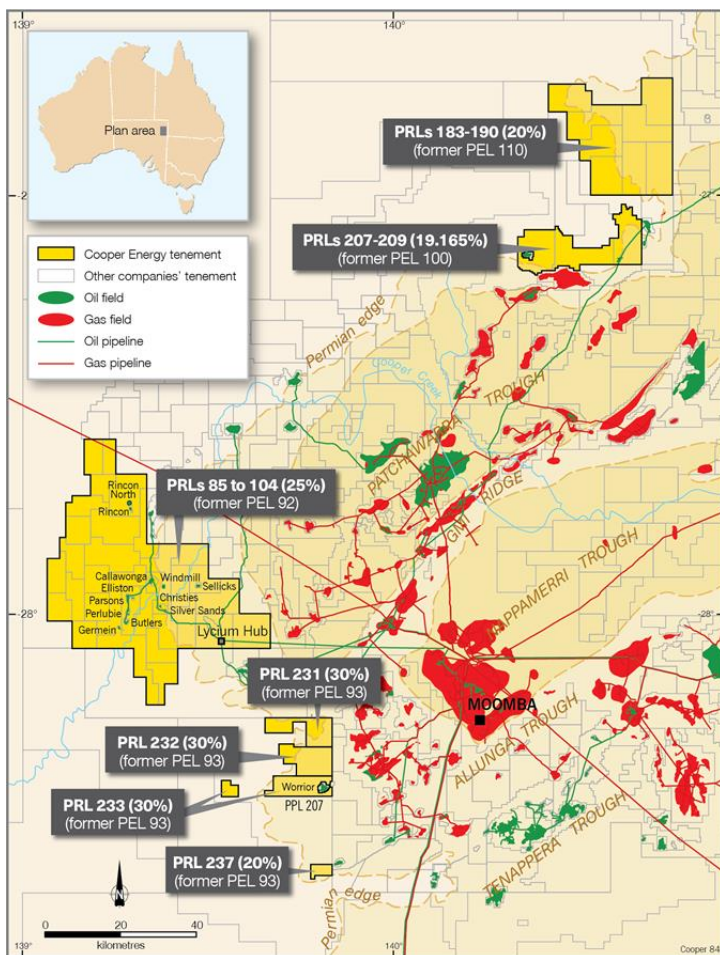 139°
140°
Plan area
PRLs 183-190 (20%)
(former PEL 110)
PRLs 207-209 (19.165%)
(former PEL 100)
Cooper Energy tenement
Other companies' tenement
Oil field
Gas field
Oil pipeline
Gas pipeline
Permian edge
Cooper Creek
PATCHAWARRA TROUGH
GMI RIDGE
NAPPAMERRI TROUGH
PRLs 85 to 104 (25%)
(former PEL 92)
Rincon
North
Rincon
Callawonga
Elliston
Windmill
Sellicks
Parsons
Christies
Perlubie
Silver Sands
Germein
Butlers
Lycium Hub
-28°
-28°
PRL 231 (30%)
(former PEL 93)
MOOMBA
ALLUNGA TROUGH
PRL 232 (30%)
(former PEL 93)
Worrior
PPL 207
PRL 233 (30%)
(former PEL 93)
TENAPPERA TROUGH
PRL 237 (20%)
(former PEL 93)
Permian edge
N
0 20 40
kilometres
139°
140°
Cooper 84